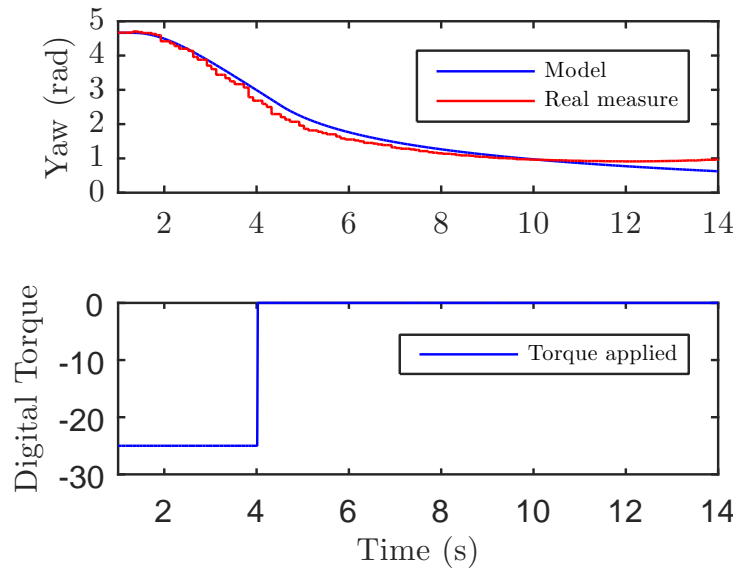 Yaw (rad)
5
4
3
2
1
0
Model
Real measure
2 4 6 8 10 12 14
Digital Torque
0
-10
-20
-30
Torque applied
2 4 6 8 10 12 14
Time (s)